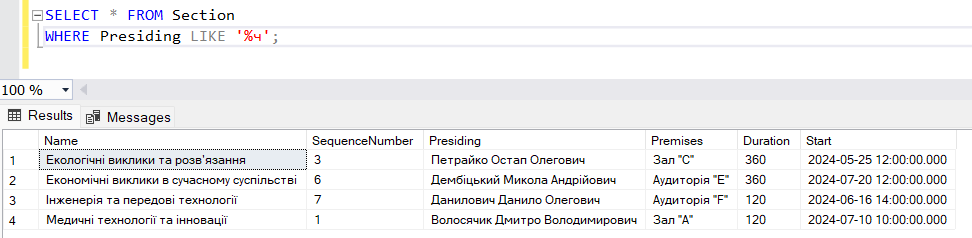 SELECT * FROM Section
WHERE Presiding LIKE '%ч';
100 %
Results Messages
Name SequenceNumber Presiding Premises Duration Start
1 Екологічні виклики та розв'язання 3 Петрайко Остап Олегович Зал "C" 360 2024-05-25 12:00:00.000
2 Економічні виклики в сучасному суспільстві 6 Дембіцький Микола Андрійович Аудиторія "E" 360 2024-07-20 12:00:00.000
3 Інженерія та передові технології 7 Данилович Данило Олегович Аудиторія "F" 120 2024-06-16 14:00:00.000
4 Медичні технології та інновації 1 Волосячик Дмитро Володимирович Зал "A" 120 2024-07-10 10:00:00.000